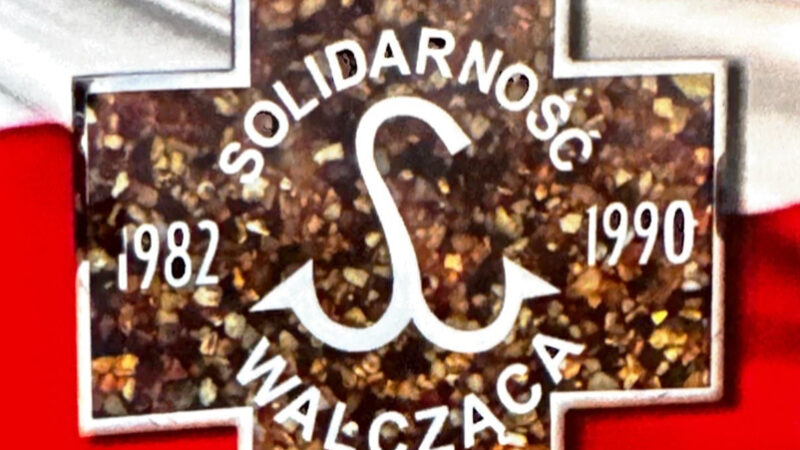 SOLIDARNOŚĆ
1982
1990
WALCZĄCA